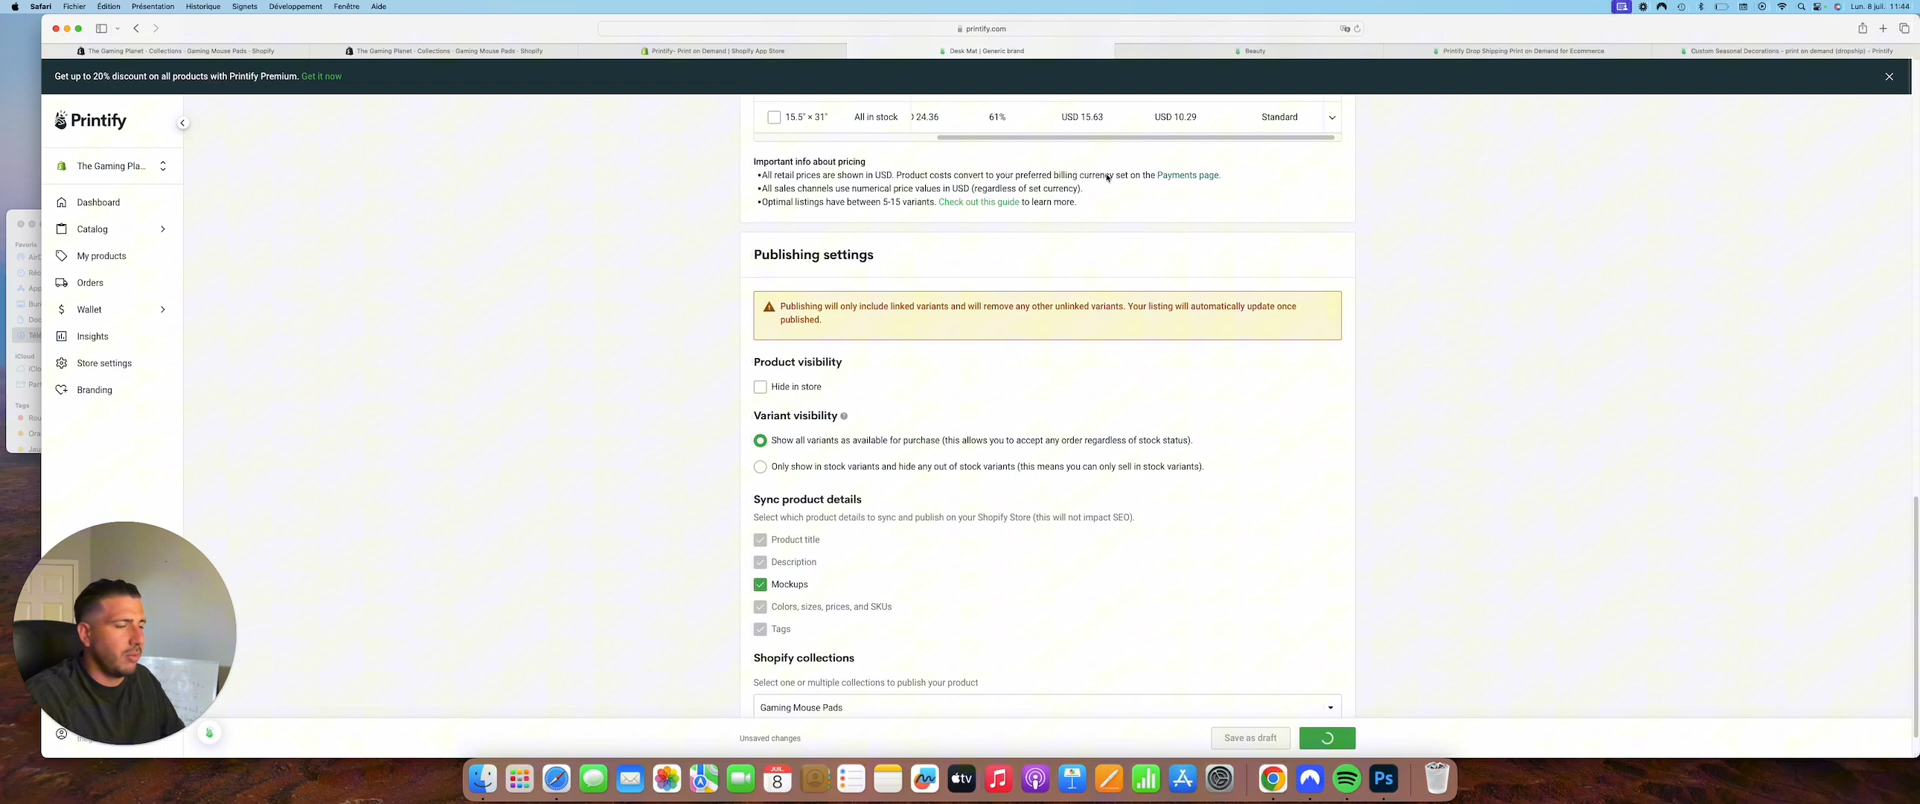 Safari Fichier Édition Présentation Historique Signets Développement Fenêtre Aide Lun. 8 juil. 11:44
printify.com
The Gaming Planet · Collections · Gaming Mouse Pads · Shopify The Gaming Planet · Collections · Gaming Mouse Pads · Shopify Printify- Print on Demand | Shopify App Store Desk Mat | Generic brand Beauty Printify Drop Shipping Print on Demand for Ecommerce Custom Seasonal Decorations - print on demand (dropship) - Printify
Get up to 20% discount on all products with Printify Premium. Get it now
Printify
The Gaming Pla...
Dashboard
Catalog
My products
Orders
Wallet
Insights
Store settings
Branding
Favoris
iCloud
Tags
15.5" × 31" All in stock 24.36 61% USD 15.63 USD 10.29 Standard
Important info about pricing
•All retail prices are shown in USD. Product costs convert to your preferred billing currency set on the Payments page.
•All sales channels use numerical price values in USD (regardless of set currency).
•Optimal listings have between 5-15 variants. Check out this guide to learn more.
Publishing settings
Publishing will only include linked variants and will remove any other unlinked variants. Your listing will automatically update once
published.
Product visibility
Hide in store
Variant visibility
Show all variants as available for purchase (this allows you to accept any order regardless of stock status).
Only show in stock variants and hide any out of stock variants (this means you can only sell in stock variants).
Sync product details
Select which product details to sync and publish on your Shopify Store (this will not impact SEO).
Product title
Description
Mockups
Colors, sizes, prices, and SKUs
Tags
Shopify collections
Select one or multiple collections to publish your product
Gaming Mouse Pads
Unsaved changes Save as draft
JUIL.
8
tv
Ps